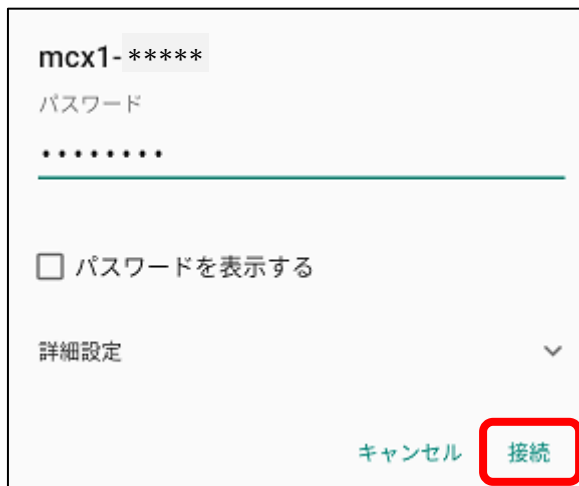 mcx1-*****
パスワード
••••••••
パスワードを表示する
詳細設定
キャンセル 接続